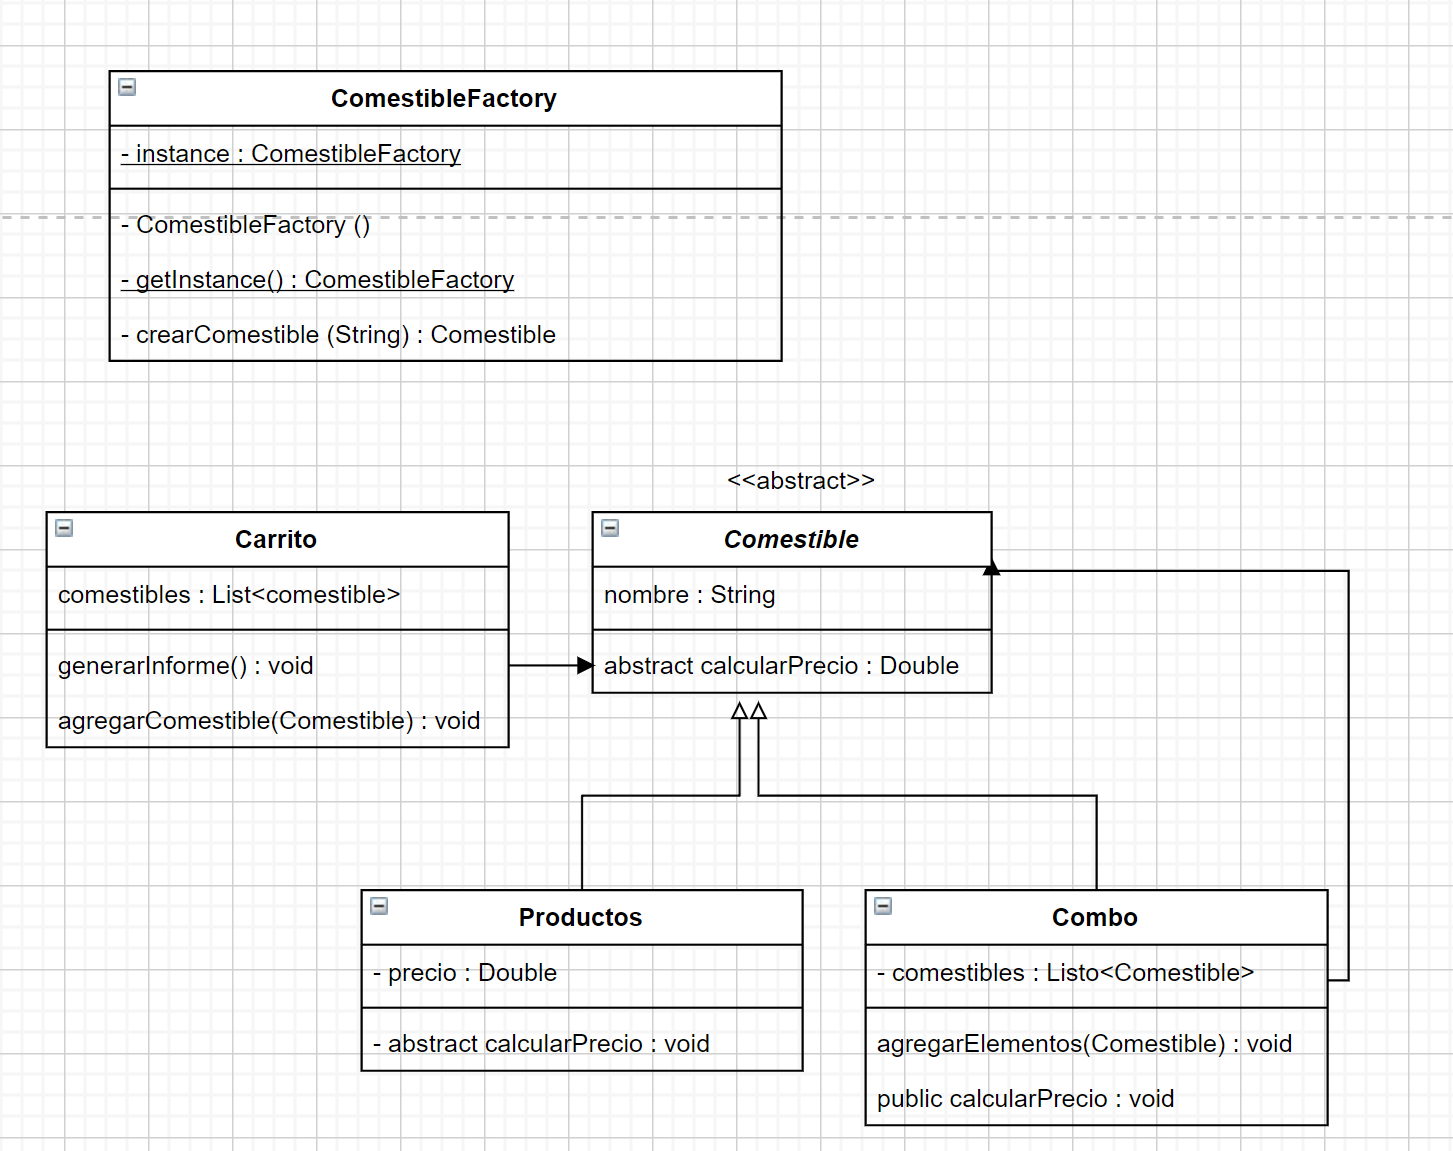 ComestibleFactory
- instance : ComestibleFactory
- ComestibleFactory ()
- getInstance() : ComestibleFactory
- crearComestible (String) : Comestible
<<abstract>>
Carrito
comestibles : List<comestible>
generarInforme() : void
agregarComestible(Comestible) : void
Comestible
nombre : String
abstract calcularPrecio : Double
Productos
- precio : Double
- abstract calcularPrecio : void
Combo
- comestibles : Listo<Comestible>
agregarElementos(Comestible) : void
public calcularPrecio : void